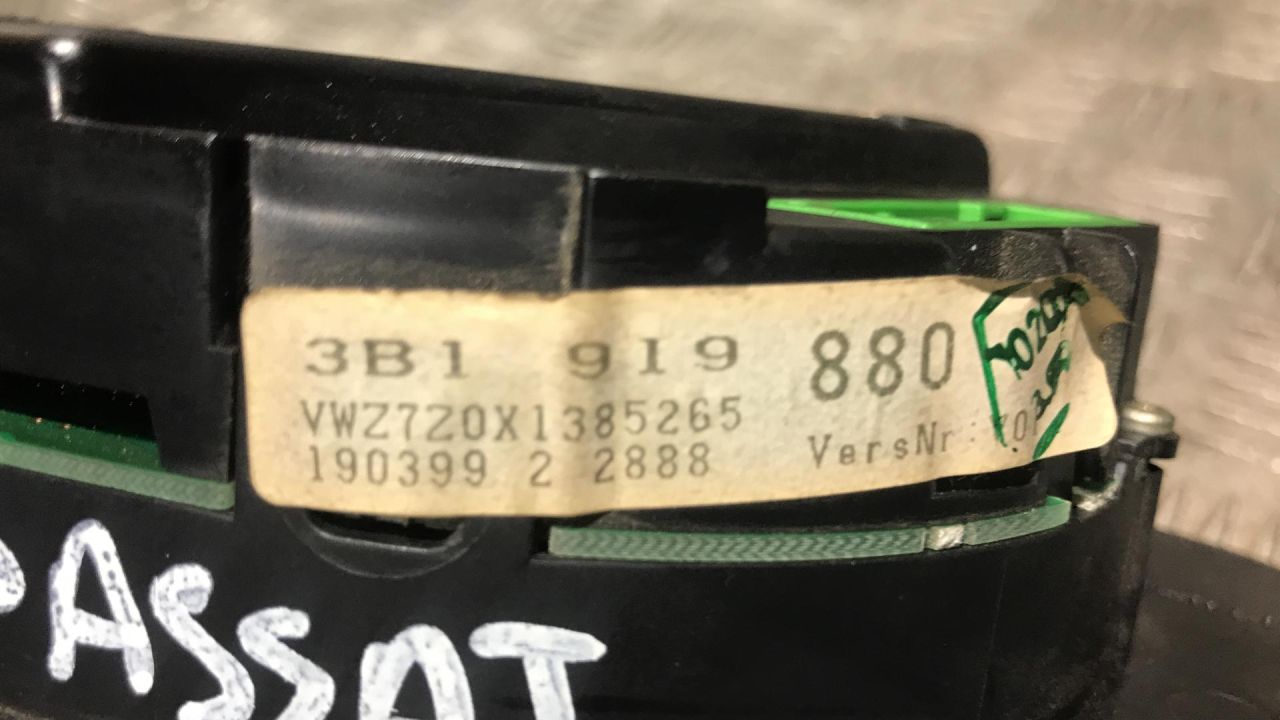 3B1 919 880
VWZ7Z0X1385265
190399 2 2888 VersNr:
PASSAT